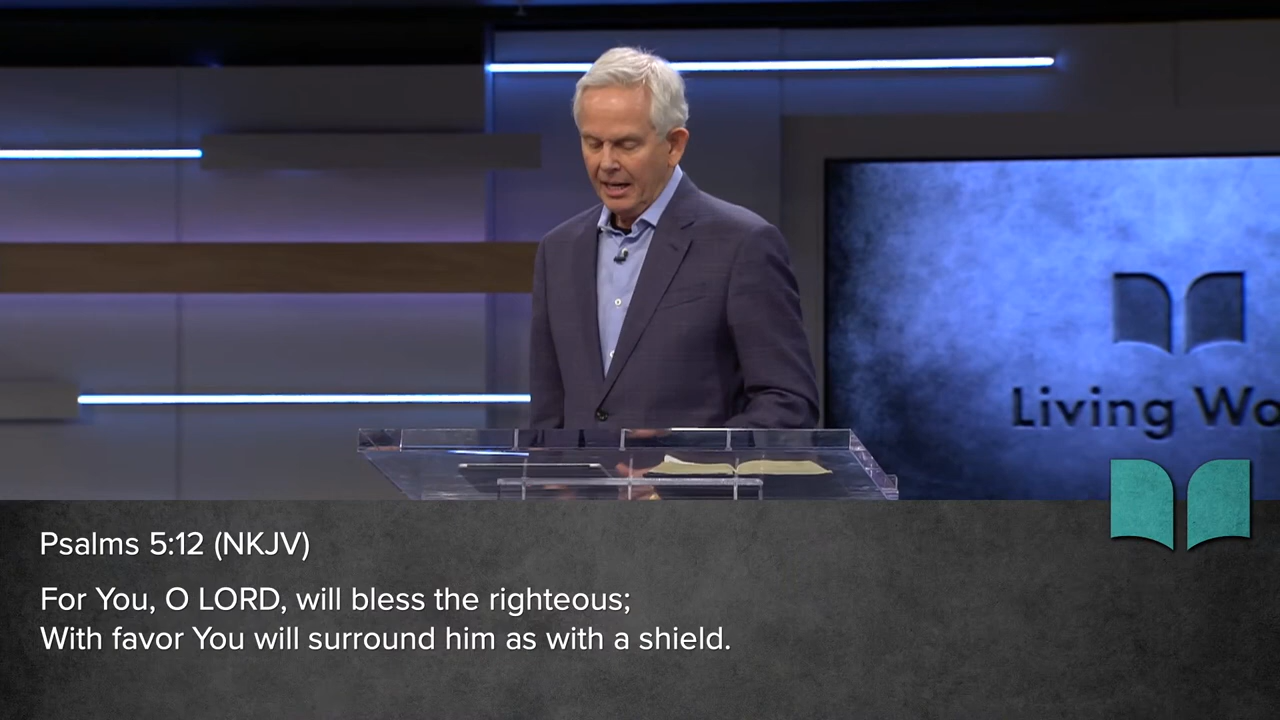 Living Wo
Psalms 5:12 (NKJV)
For You, O LORD, will bless the righteous;
With favor You will surround him as with a shield.